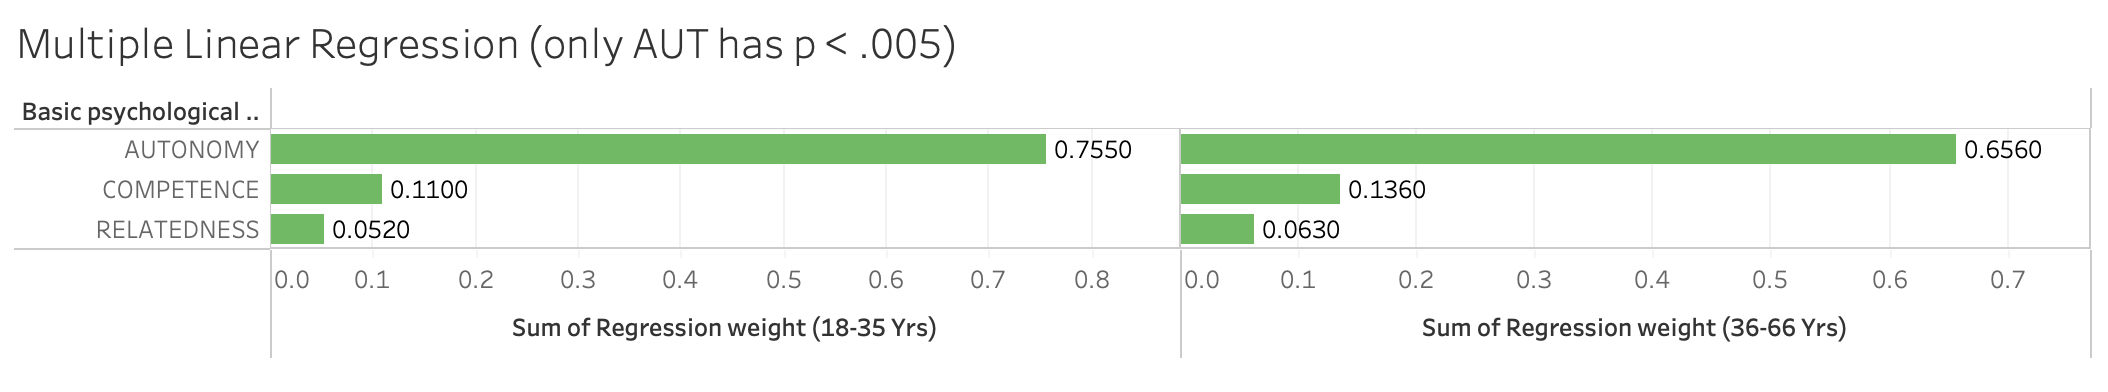 Multiple Linear Regression (only AUT has p < .005)
Basic psychological ..
AUTONOMY 0.7550 0.6560
COMPETENCE 0.1100 0.1360
RELATEDNESS 0.0520 0.0630
0.0 0.1 0.2 0.3 0.4 0.5 0.6 0.7 0.8 0.0 0.1 0.2 0.3 0.4 0.5 0.6 0.7
Sum of Regression weight (18-35 Yrs) Sum of Regression weight (36-66 Yrs)